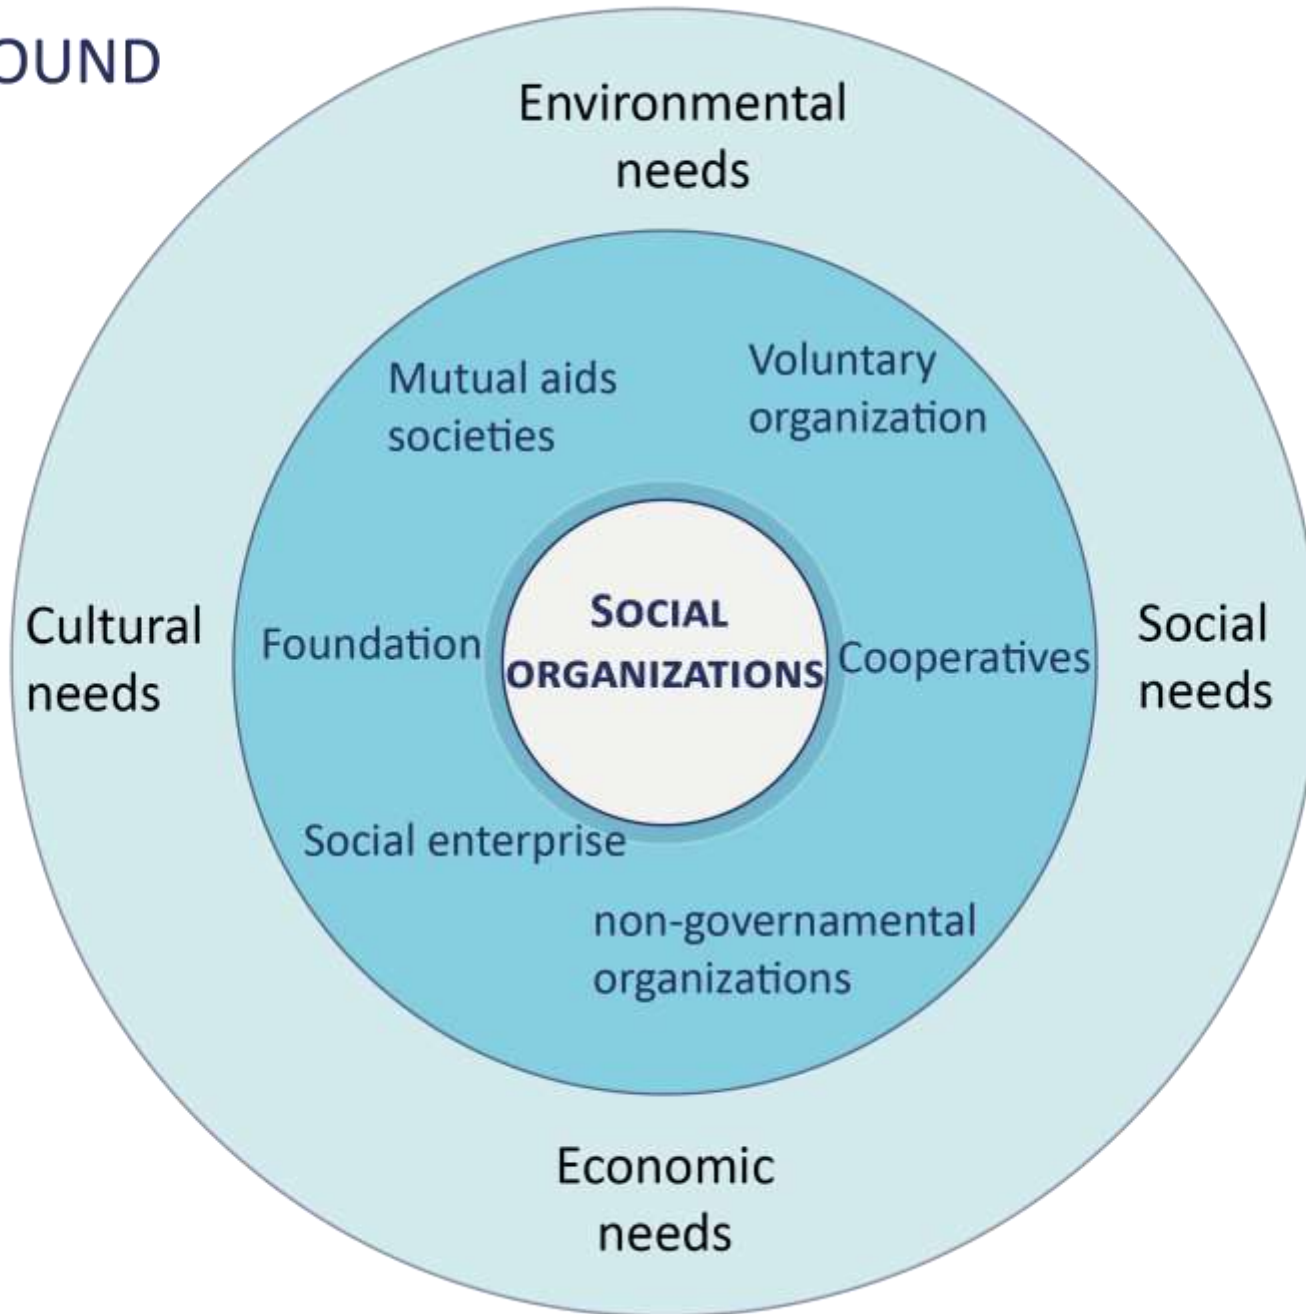 OUND
Environmental
needs
Mutual aids
societies
Voluntary
organization
Cultural
needs
Foundation
SOCIAL
ORGANIZATIONS
Cooperatives
Social
needs
Social enterprise
non-governamental
organizations
Economic
needs